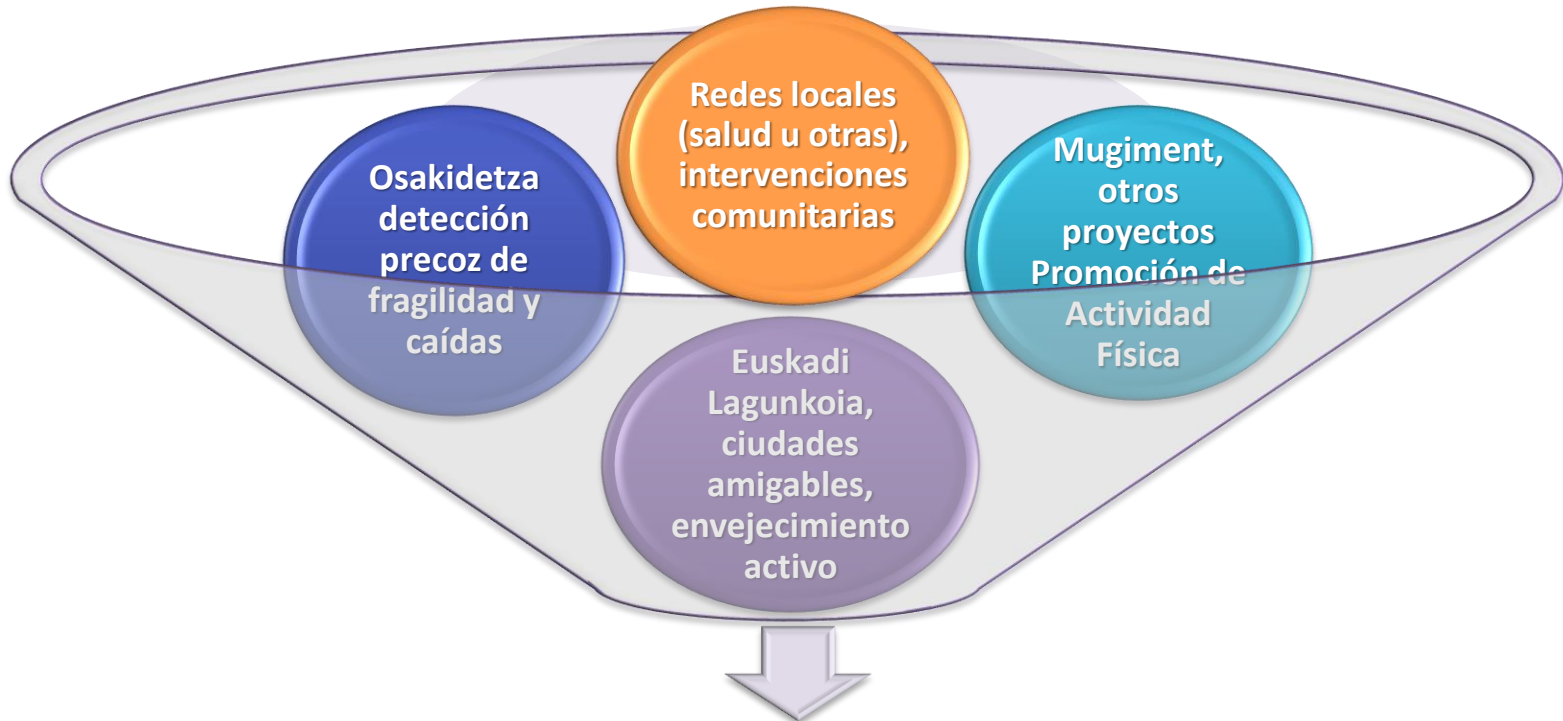 Redes locales
(salud u otras),
intervenciones
comunitarias
Osakidetza
detección
precoz de
fragilidad y
caídas
Mugiment,
otros
proyectos
Promoción de
Actividad
Física
Euskadi
Lagunkoia,
ciudades
amigables,
envejecimiento
activo